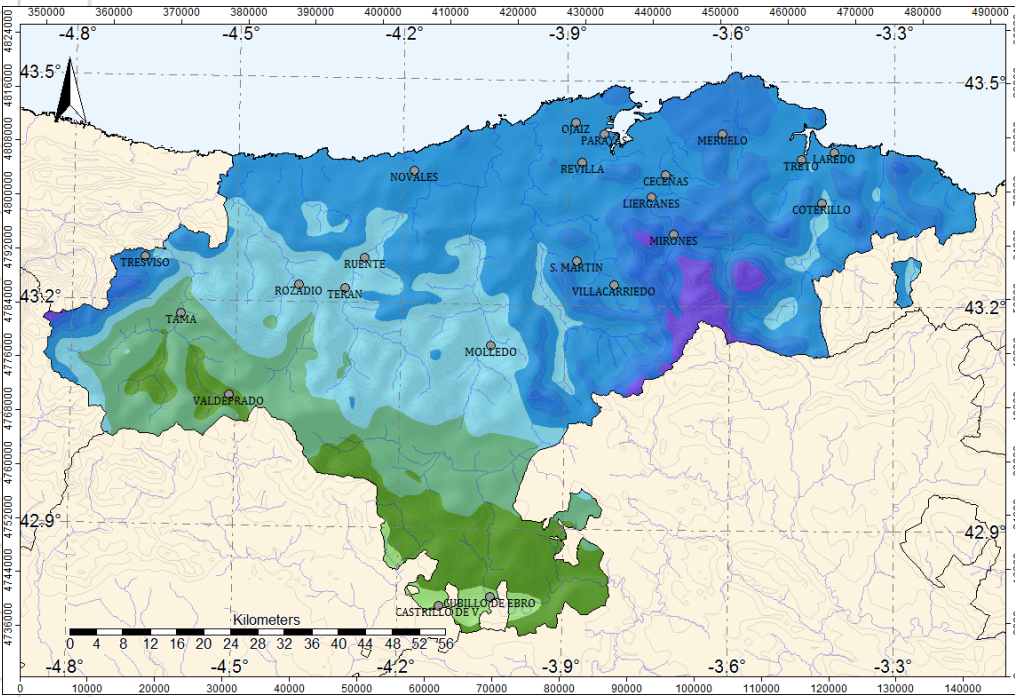 350000 360000 370000 380000 390000 400000 410000 420000 430000 440000 450000 460000 470000 480000 490000
-4.8° -4.5° -4.2° -3.9° -3.6° -3.3°
4824000
43.5° 43.5°
4816000
OJAIZ
4808000
PARAYAS MERUELO
LAREDO
TRETO
REVILLA
NOVALES
CECEÑAS
4800000
LIERGANES
COTERILLO
MIRONES
4792000
TRESVISO
RUENTE
S. MARTIN
ROZADIO
TERAN
VILLACARRIEDO
4784000
43.2° 43.2°
TAMA
4776000
MOLLEDO
VALDEPRADO
4768000
4760000
4752000
42.9° 42.9°
4744000
CUBILLO DE EBRO
CASTRILLO DE V.
4736000
Kilometers
0 4 8 12 16 20 24 28 32 36 40 44 48 52 56
-4.8° -4.5° -4.2° -3.9° -3.6° -3.3°
0 10000 20000 30000 40000 50000 60000 70000 80000 90000 100000 110000 120000 130000 140000